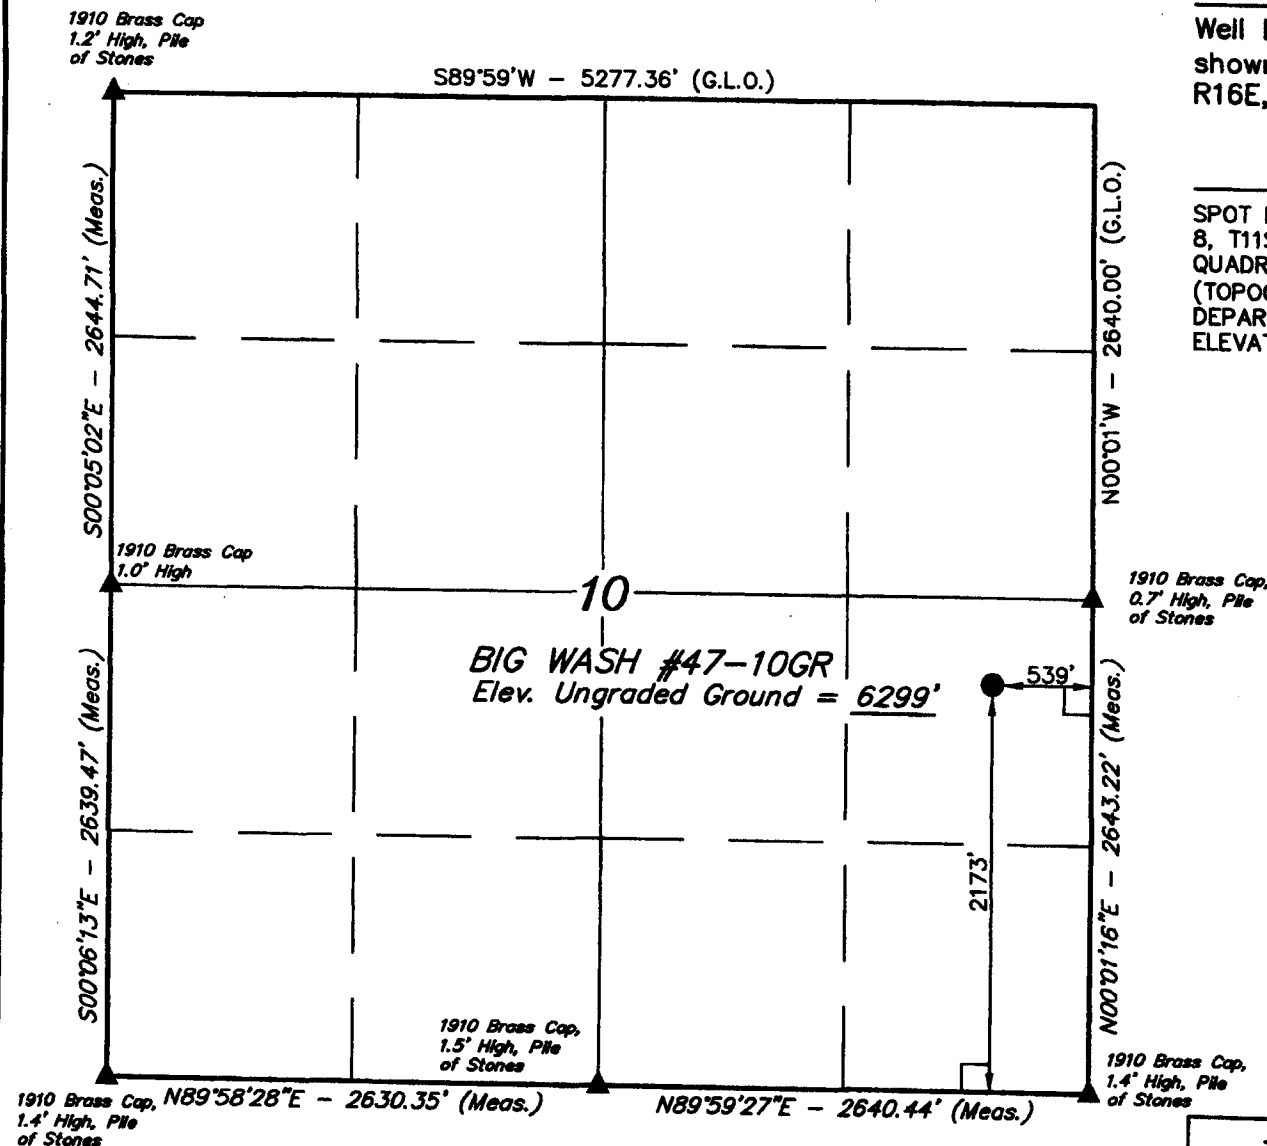 1910 Brass Cap
1.2' High, Pile
of Stones
S89°59'W - 5277.36' (G.L.O.)
Well
shown
R16E,
SPOT
8, T11S
QUADR
(TOPOG
DEPAR
ELEVAT
S00°05'02"E - 2644.71' (Meas.)
N00°01'W - 2640.00' (G.L.O.)
1910 Brass Cap
1.0' High
10
1910 Brass Cap,
0.7' High, Pile
of Stones
BIG WASH #47-10GR
Elev. Ungraded Ground = 6299'
539'
2173'
S00°06'13"E - 2639.47' (Meas.)
N00°01'16"E - 2643.22' (Meas.)
1910 Brass Cap,
1.5' High, Pile
of Stones
1910 Brass Cap,
1.4' High, Pile
of Stones
N89°58'28"E - 2630.35' (Meas.)
N89°59'27"E - 2640.44' (Meas.)
1910 Brass Cap,
1.4' High, Pile
of Stones